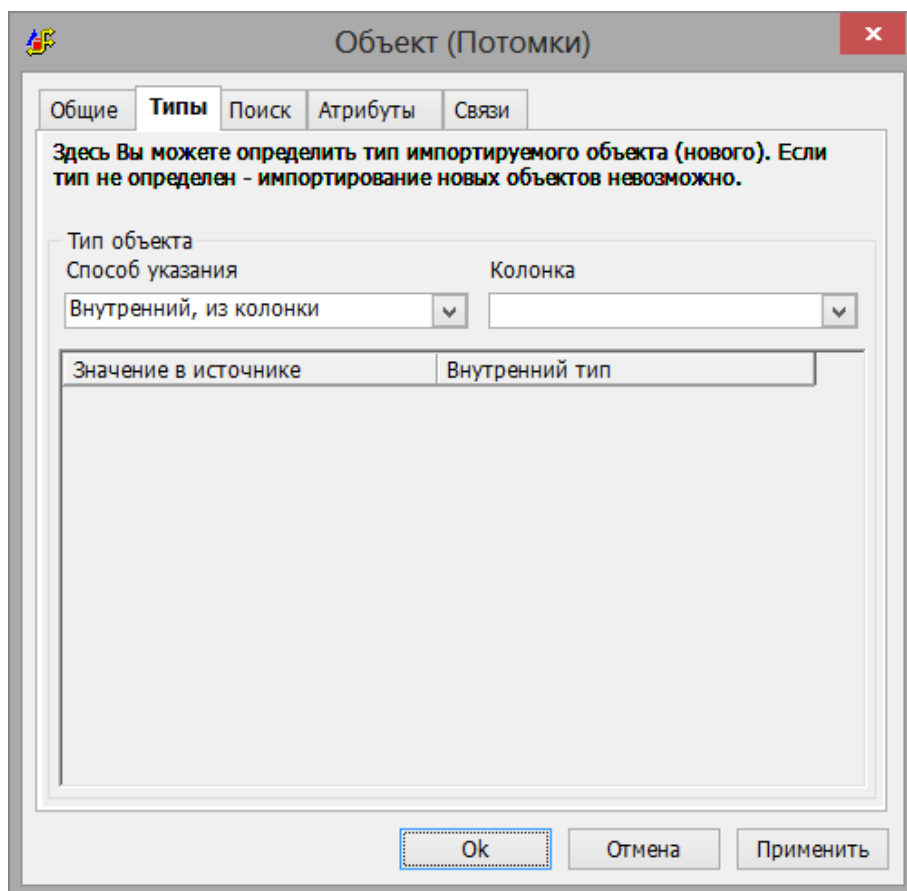 Объект (Потомки)
Общие Типы Поиск Атрибуты Связи
Здесь Вы можете определить тип импортируемого объекта (нового). Если
тип не определен - импортирование новых объектов невозможно.
Тип объекта
Способ указания Колонка
Внутренний, из колонки
Значение в источнике Внутренний тип
Ok Отмена Применить